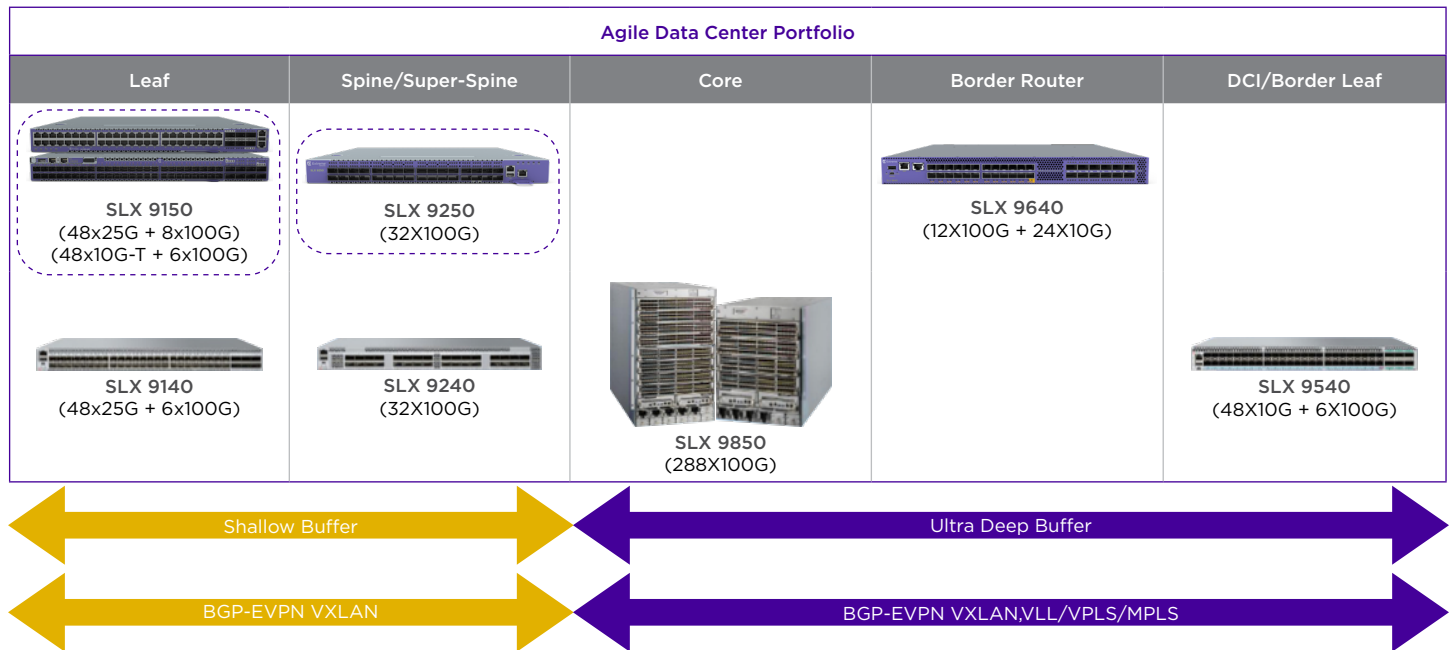 Agile Data Center Portfolio
Leaf
Spine/Super-Spine
Core
Border Router
DCI/Border Leaf
SLX 9150
(48x25G + 8x100G)
(48x10G-T + 6x100G)
SLX 9250
(32X100G)
SLX 9640
(12X100G + 24X10G)
SLX 9140
(48x25G + 6x100G)
SLX 9240
(32X100G)
SLX 9850
(288X100G)
SLX 9540
(48X10G + 6X100G)
Shallow Buffer
Ultra Deep Buffer
BGP-EVPN VXLAN
BGP-EVPN VXLAN,VLL/VPLS/MPLS